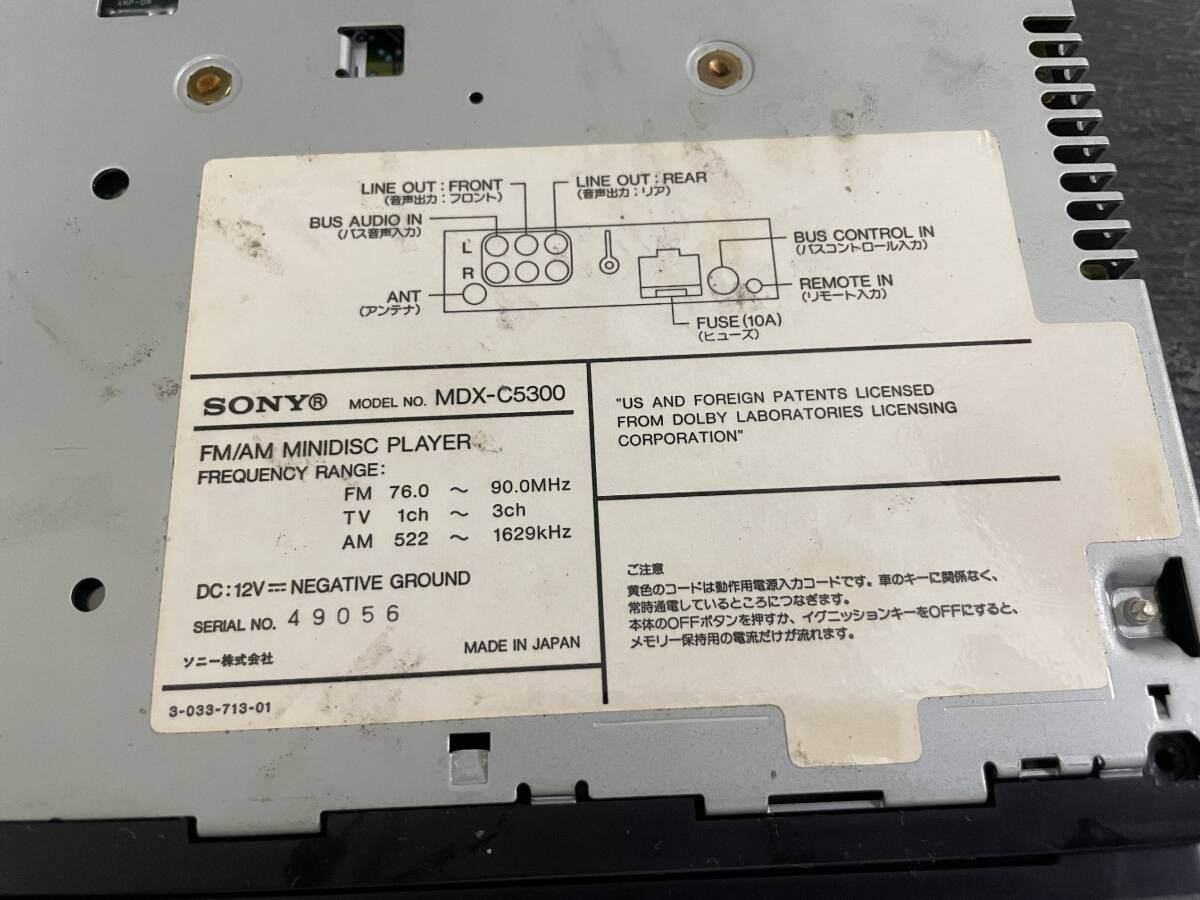 LINE OUT : FRONT
(音声出力：フロント)
LINE OUT : REAR
(音声出力：リア)
BUS AUDIO IN
(バス音声入力)
L
R
BUS CONTROL IN
(バスコントロール入力)
ANT
(アンテナ)
REMOTE IN
(リモート入力)
FUSE (10A)
(ヒューズ)
SONY® MODEL NO. MDX-C5300
FM/AM MINIDISC PLAYER
FREQUENCY RANGE:
FM 76.0 ～ 90.0MHz
TV 1ch ～ 3ch
AM 522 ～ 1629kHz
DC:12V⎓NEGATIVE GROUND
SERIAL NO. 49056
ソニー株式会社 MADE IN JAPAN
3-033-713-01
"US AND FOREIGN PATENTS LICENSED
FROM DOLBY LABORATORIES LICENSING
CORPORATION"
ご注意
黄色のコードは動作用電源入力コードです。車のキーに関係なく、
常時通電しているところにつなぎます。
本体のOFFボタンを押すか、イグニッションキーをOFFにすると、
メモリー保持用の電流だけが流れます。